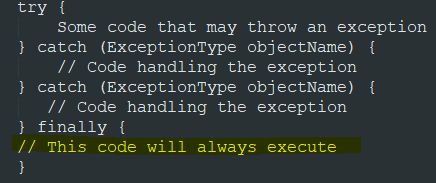 try {
    Some code that may throw an exception
} catch (ExceptionType objectName) {
    // Code handling the exception
} catch (ExceptionType objectName) {
   // Code handling the exception
} finally {
// This code will always execute
}